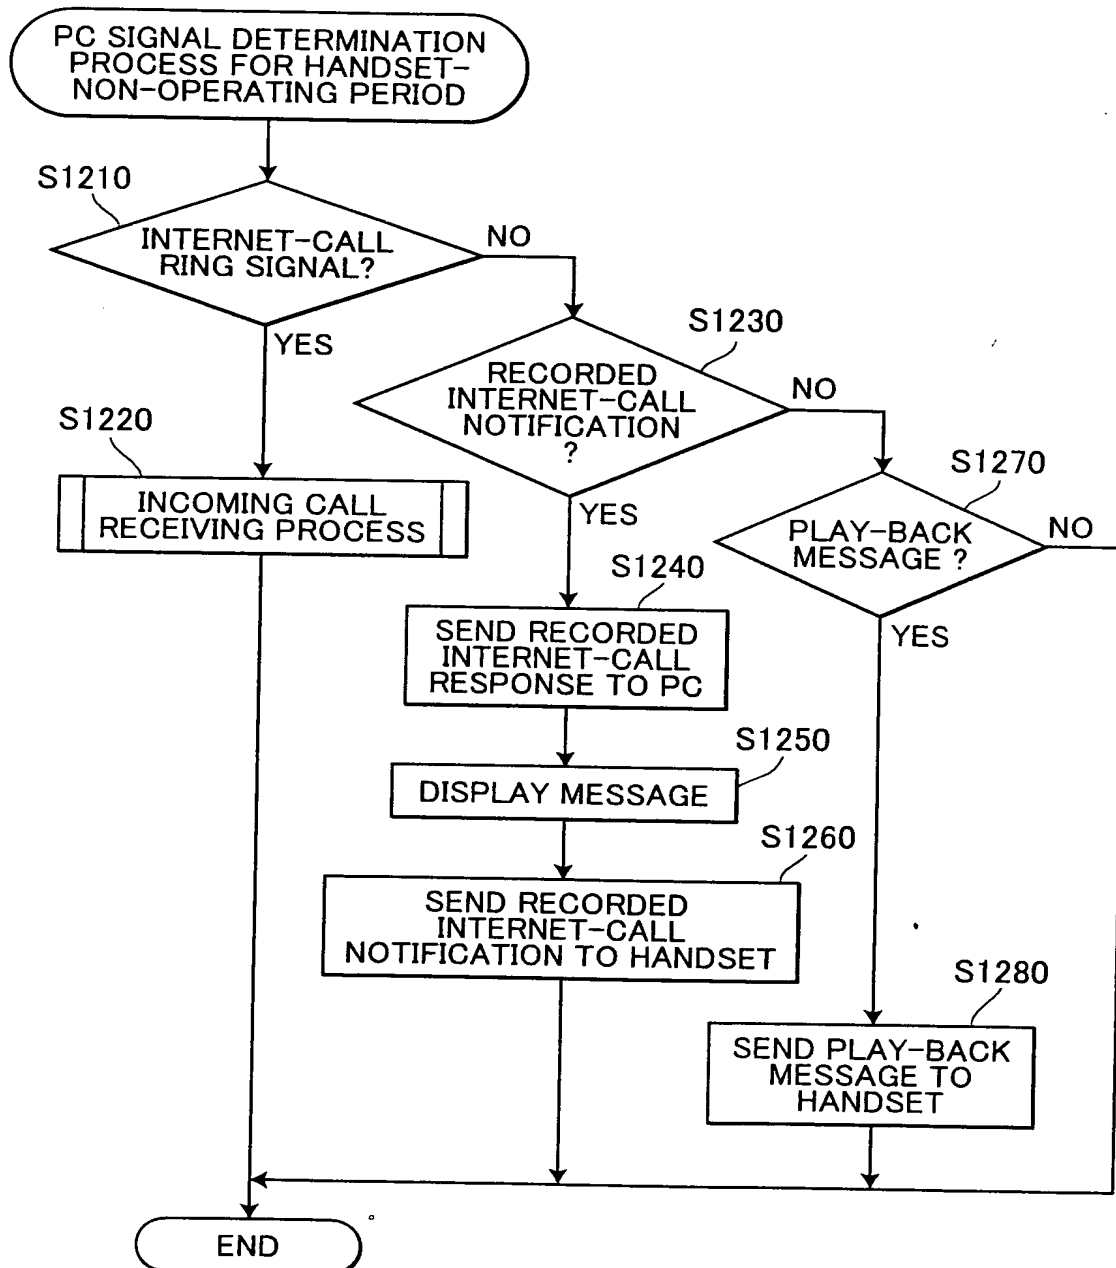 PC SIGNAL DETERMINATION
PROCESS FOR HANDSET-
NON-OPERATING PERIOD
S1210
INTERNET-CALL
RING SIGNAL?
NO
YES
S1230
RECORDED
INTERNET-CALL
NOTIFICATION
?
NO
YES
S1220
INCOMING CALL
RECEIVING PROCESS
S1270
PLAY-BACK
MESSAGE ?
NO
YES
S1240
SEND RECORDED
INTERNET-CALL
RESPONSE TO PC
S1250
DISPLAY MESSAGE
S1260
SEND RECORDED
INTERNET-CALL
NOTIFICATION TO HANDSET
S1280
SEND PLAY-BACK
MESSAGE TO
HANDSET
END